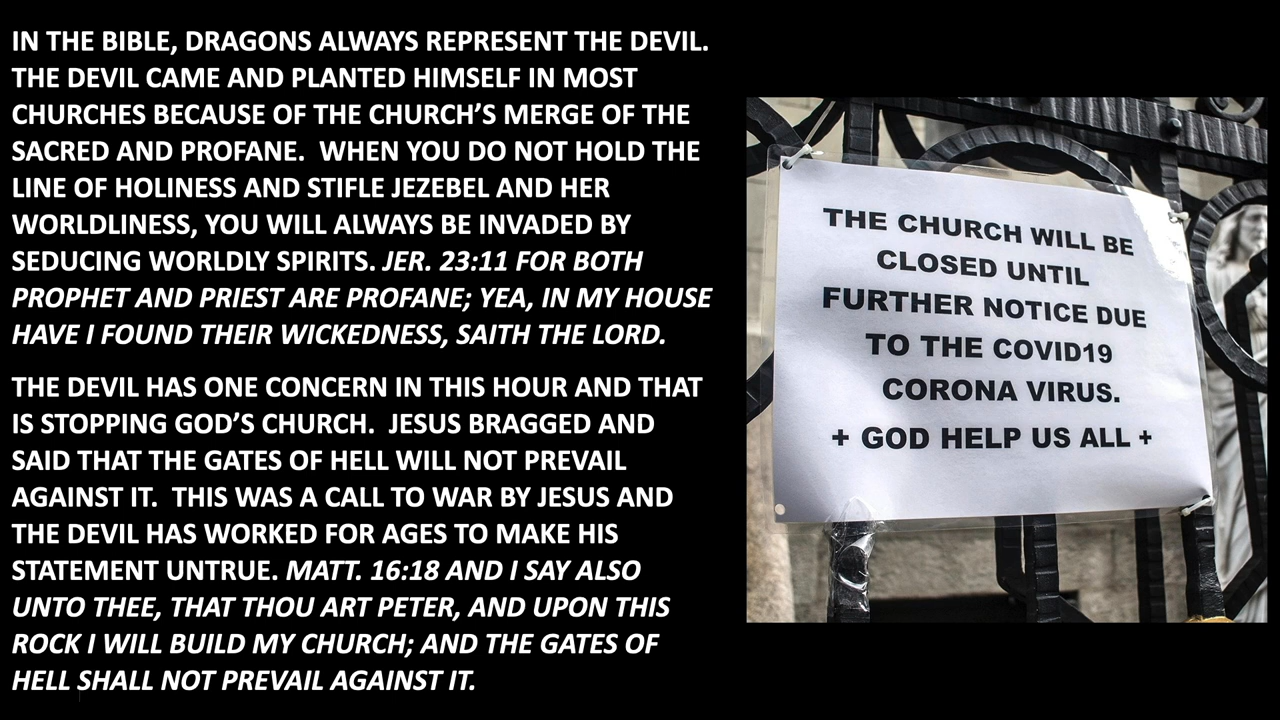 IN THE BIBLE, DRAGONS ALWAYS REPRESENT THE DEVIL.
THE DEVIL CAME AND PLANTED HIMSELF IN MOST
CHURCHES BECAUSE OF THE CHURCH’S MERGE OF THE
SACRED AND PROFANE.  WHEN YOU DO NOT HOLD THE
LINE OF HOLINESS AND STIFLE JEZEBEL AND HER
WORLDLINESS, YOU WILL ALWAYS BE INVADED BY
SEDUCING WORLDLY SPIRITS. JER. 23:11 FOR BOTH
PROPHET AND PRIEST ARE PROFANE; YEA, IN MY HOUSE
HAVE I FOUND THEIR WICKEDNESS, SAITH THE LORD.
THE DEVIL HAS ONE CONCERN IN THIS HOUR AND THAT
IS STOPPING GOD’S CHURCH.  JESUS BRAGGED AND
SAID THAT THE GATES OF HELL WILL NOT PREVAIL
AGAINST IT.  THIS WAS A CALL TO WAR BY JESUS AND
THE DEVIL HAS WORKED FOR AGES TO MAKE HIS
STATEMENT UNTRUE. MATT. 16:18 AND I SAY ALSO
UNTO THEE, THAT THOU ART PETER, AND UPON THIS
ROCK I WILL BUILD MY CHURCH; AND THE GATES OF
HELL SHALL NOT PREVAIL AGAINST IT.
THE CHURCH WILL BE
CLOSED UNTIL
FURTHER NOTICE DUE
TO THE COVID19
CORONA VIRUS.
+ GOD HELP US ALL +